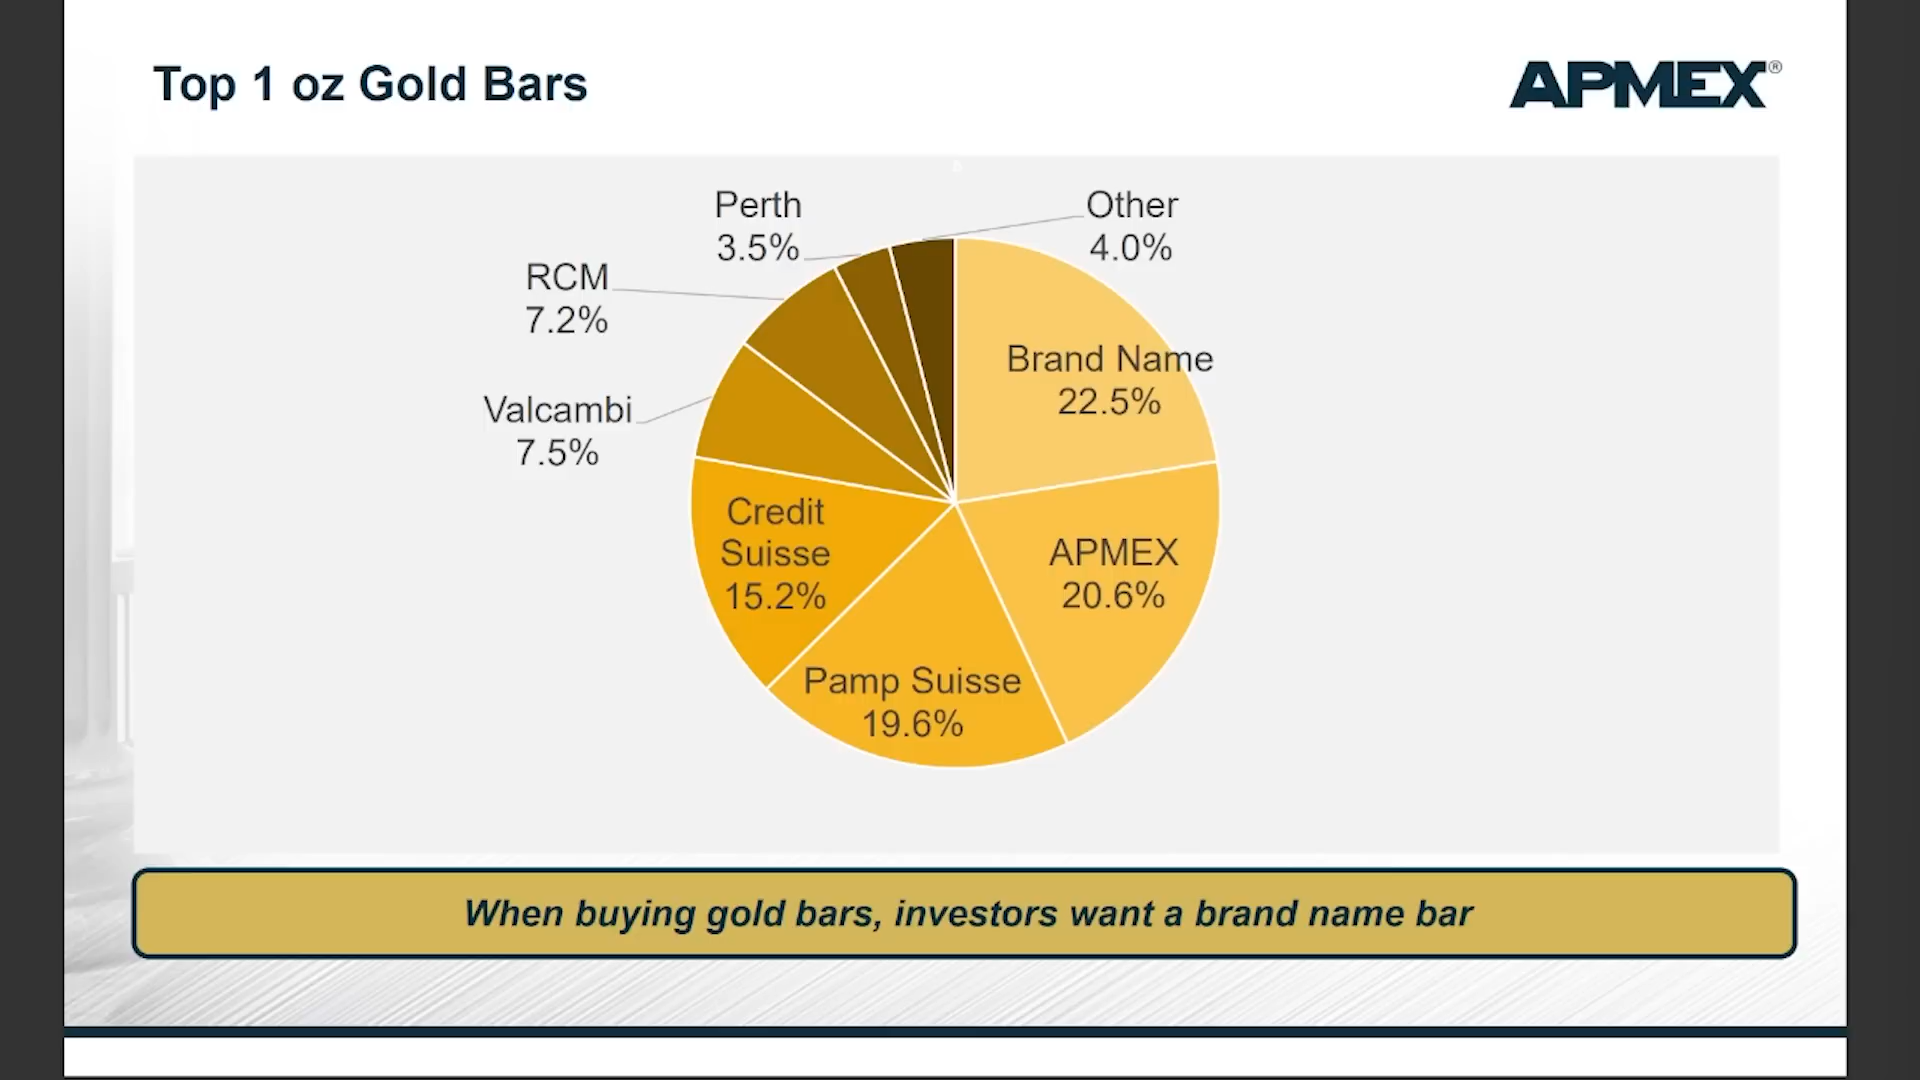 Top 1 oz Gold Bars
APMEX®
Perth
3.5%
Other
4.0%
RCM
7.2%
Brand Name
22.5%
Valcambi
7.5%
Credit
Suisse
15.2%
APMEX
20.6%
Pamp Suisse
19.6%
When buying gold bars, investors want a brand name bar